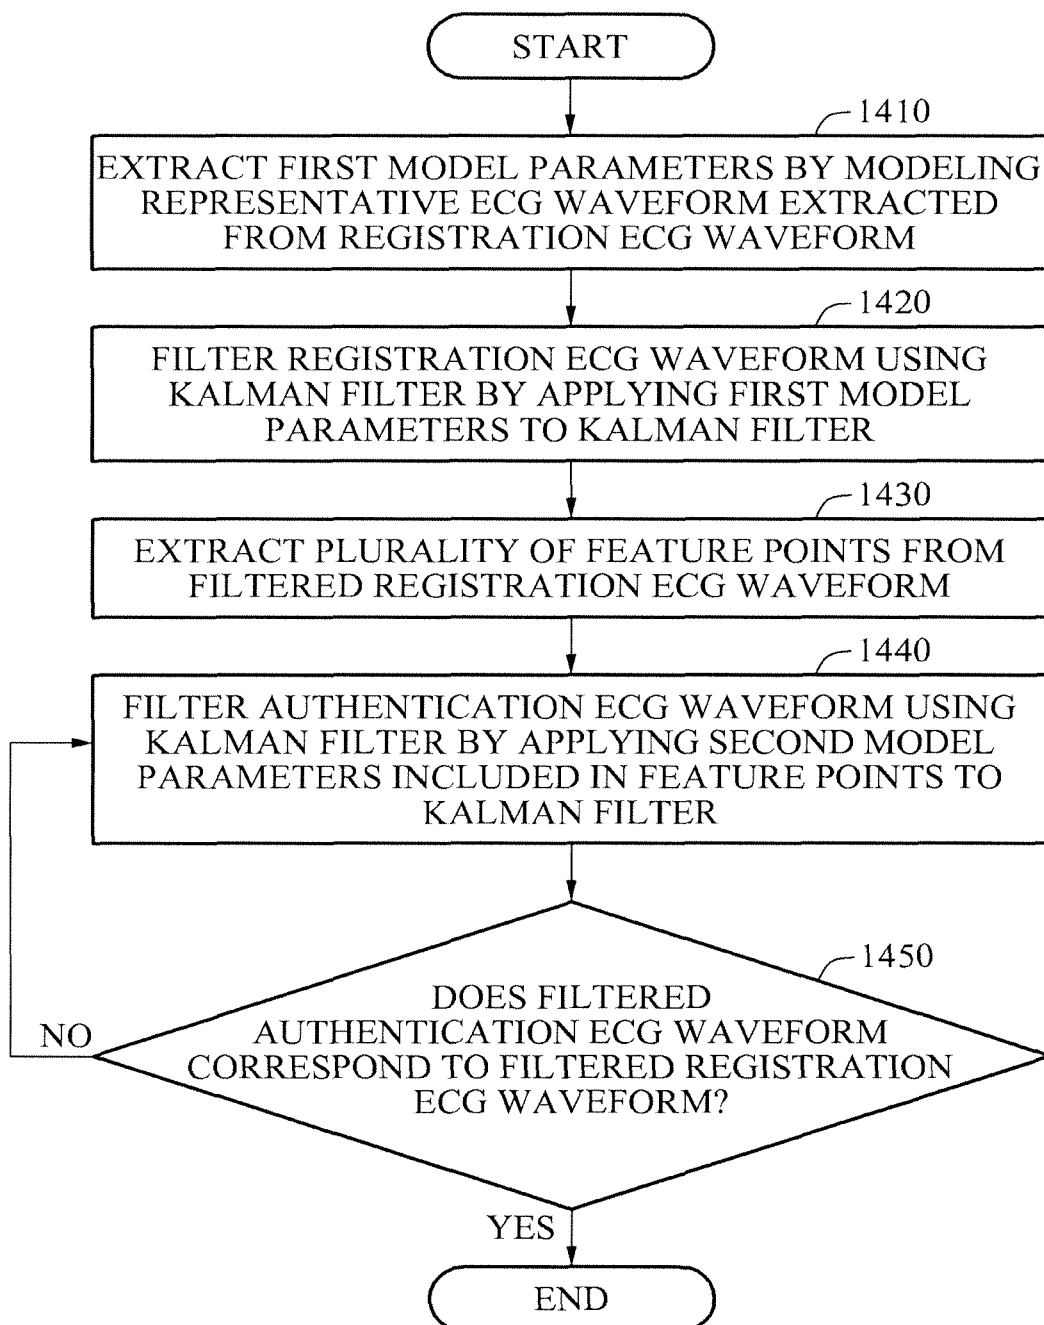 START
1410
EXTRACT FIRST MODEL PARAMETERS BY MODELING
REPRESENTATIVE ECG WAVEFORM EXTRACTED
FROM REGISTRATION ECG WAVEFORM
1420
FILTER REGISTRATION ECG WAVEFORM USING
KALMAN FILTER BY APPLYING FIRST MODEL
PARAMETERS TO KALMAN FILTER
1430
EXTRACT PLURALITY OF FEATURE POINTS FROM
FILTERED REGISTRATION ECG WAVEFORM
1440
FILTER AUTHENTICATION ECG WAVEFORM USING
KALMAN FILTER BY APPLYING SECOND MODEL
PARAMETERS INCLUDED IN FEATURE POINTS TO
KALMAN FILTER
1450
DOES FILTERED
AUTHENTICATION ECG WAVEFORM
CORRESPOND TO FILTERED REGISTRATION
ECG WAVEFORM?
NO
YES
END